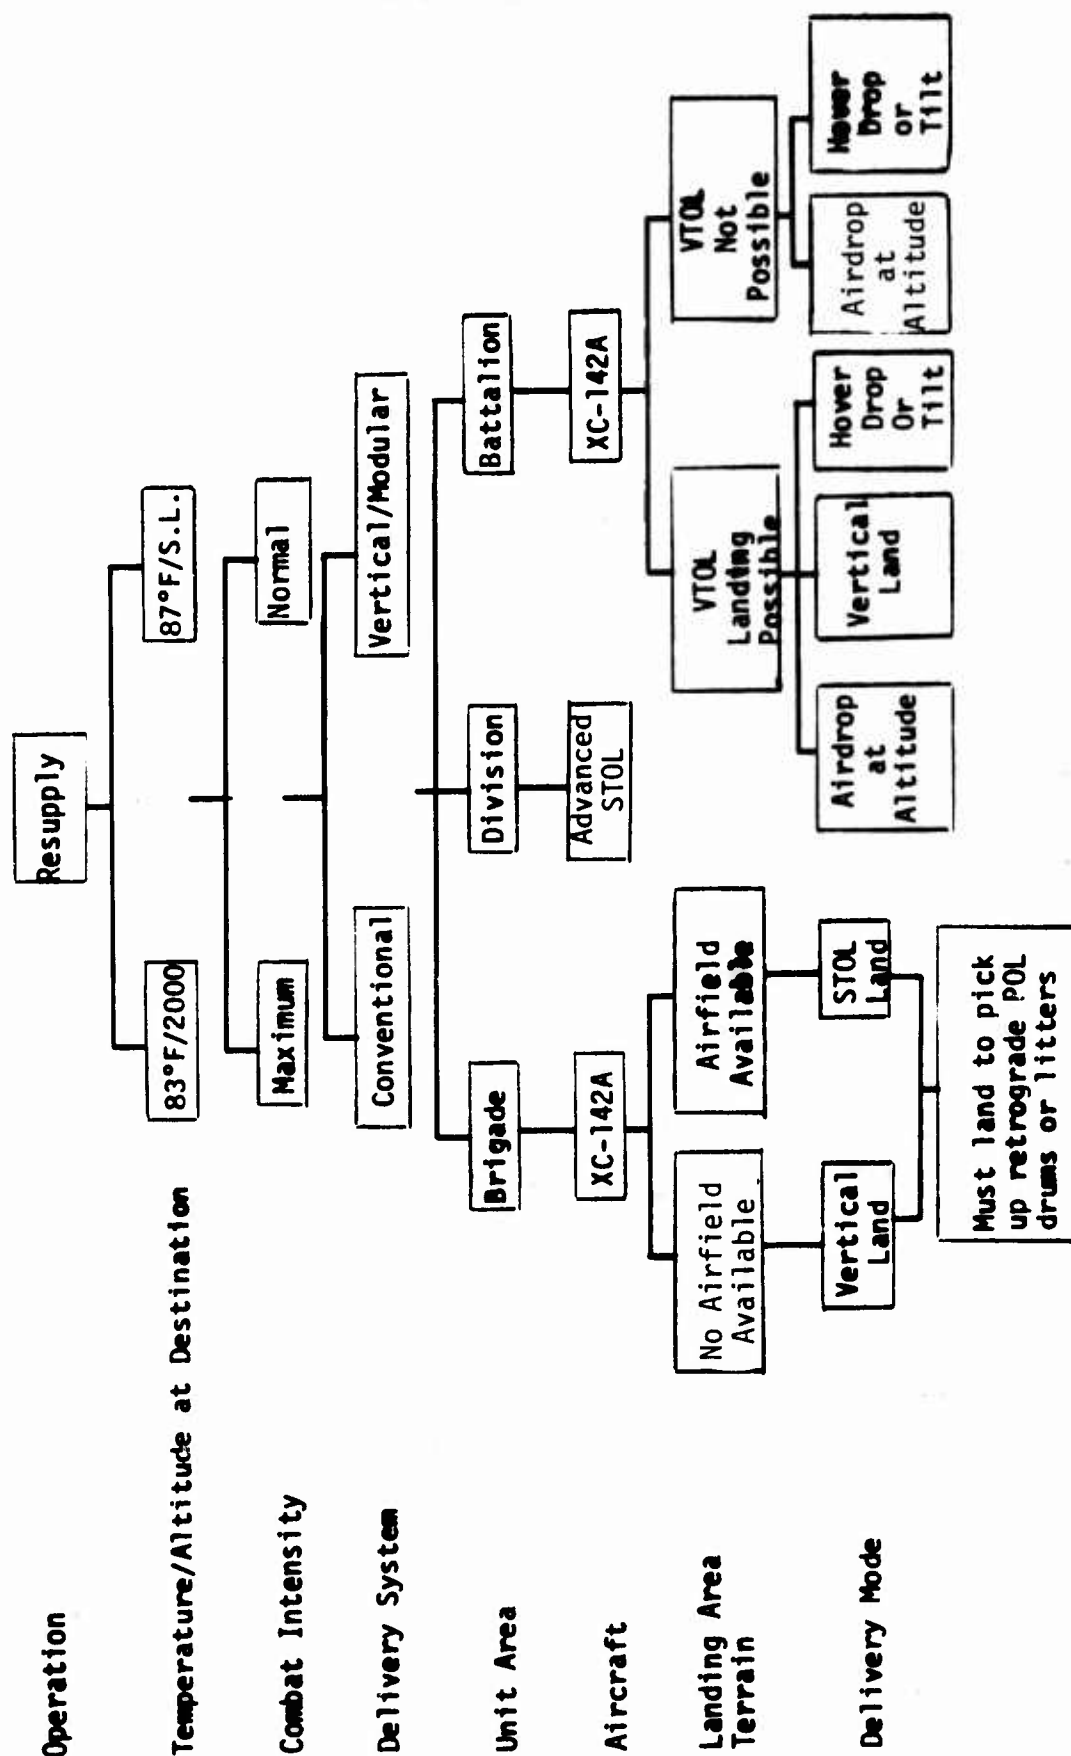 Operation
Resupply
Temperature/Altitude at Destination
83°F/2000
87°F/S.L.
Combat Intensity
Maximum
Normal
Delivery System
Conventional
Vertical/Modular
Unit Area
Brigade
Division
Battalion
Aircraft
XC-142A
Advanced
STOL
XC-142A
Landing Area
Terrain
No Airfield
Available
Airfield
Available
VTOL
Landing
Possible
VTOL
Not
Possible
Delivery Mode
Vertical
Land
STOL
Land
Airdrop
at
Altitude
Vertical
Land
Hover
Drop
Or
Tilt
Airdrop
at
Altitude
Hover
Drop
or
Tilt
Must land to pick
up retrograde POL
drums or litters